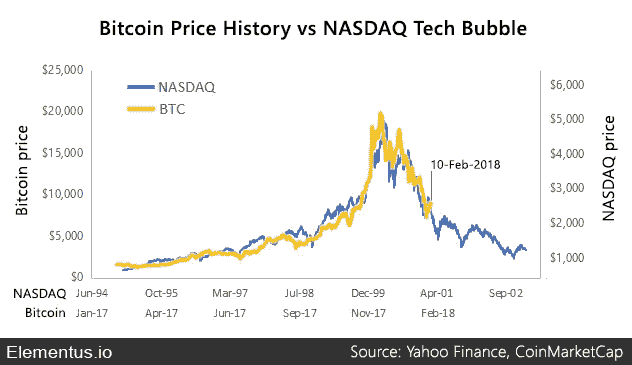 Bitcoin Price History vs NASDAQ Tech Bubble
$25,000
$20,000
$15,000
$10,000
$5,000
$0
Bitcoin price
NASDAQ
BTC
10-Feb-2018
$6,000
$5,000
$4,000
$3,000
$2,000
$1,000
NASDAQ price
NASDAQ Jun-94 Oct-95 Mar-97 Jul-98 Dec-99 Apr-01 Sep-02
Bitcoin Jan-17 Apr-17 Jun-17 Sep-17 Nov-17 Feb-18
Elementus.io
Source: Yahoo Finance, CoinMarketCap